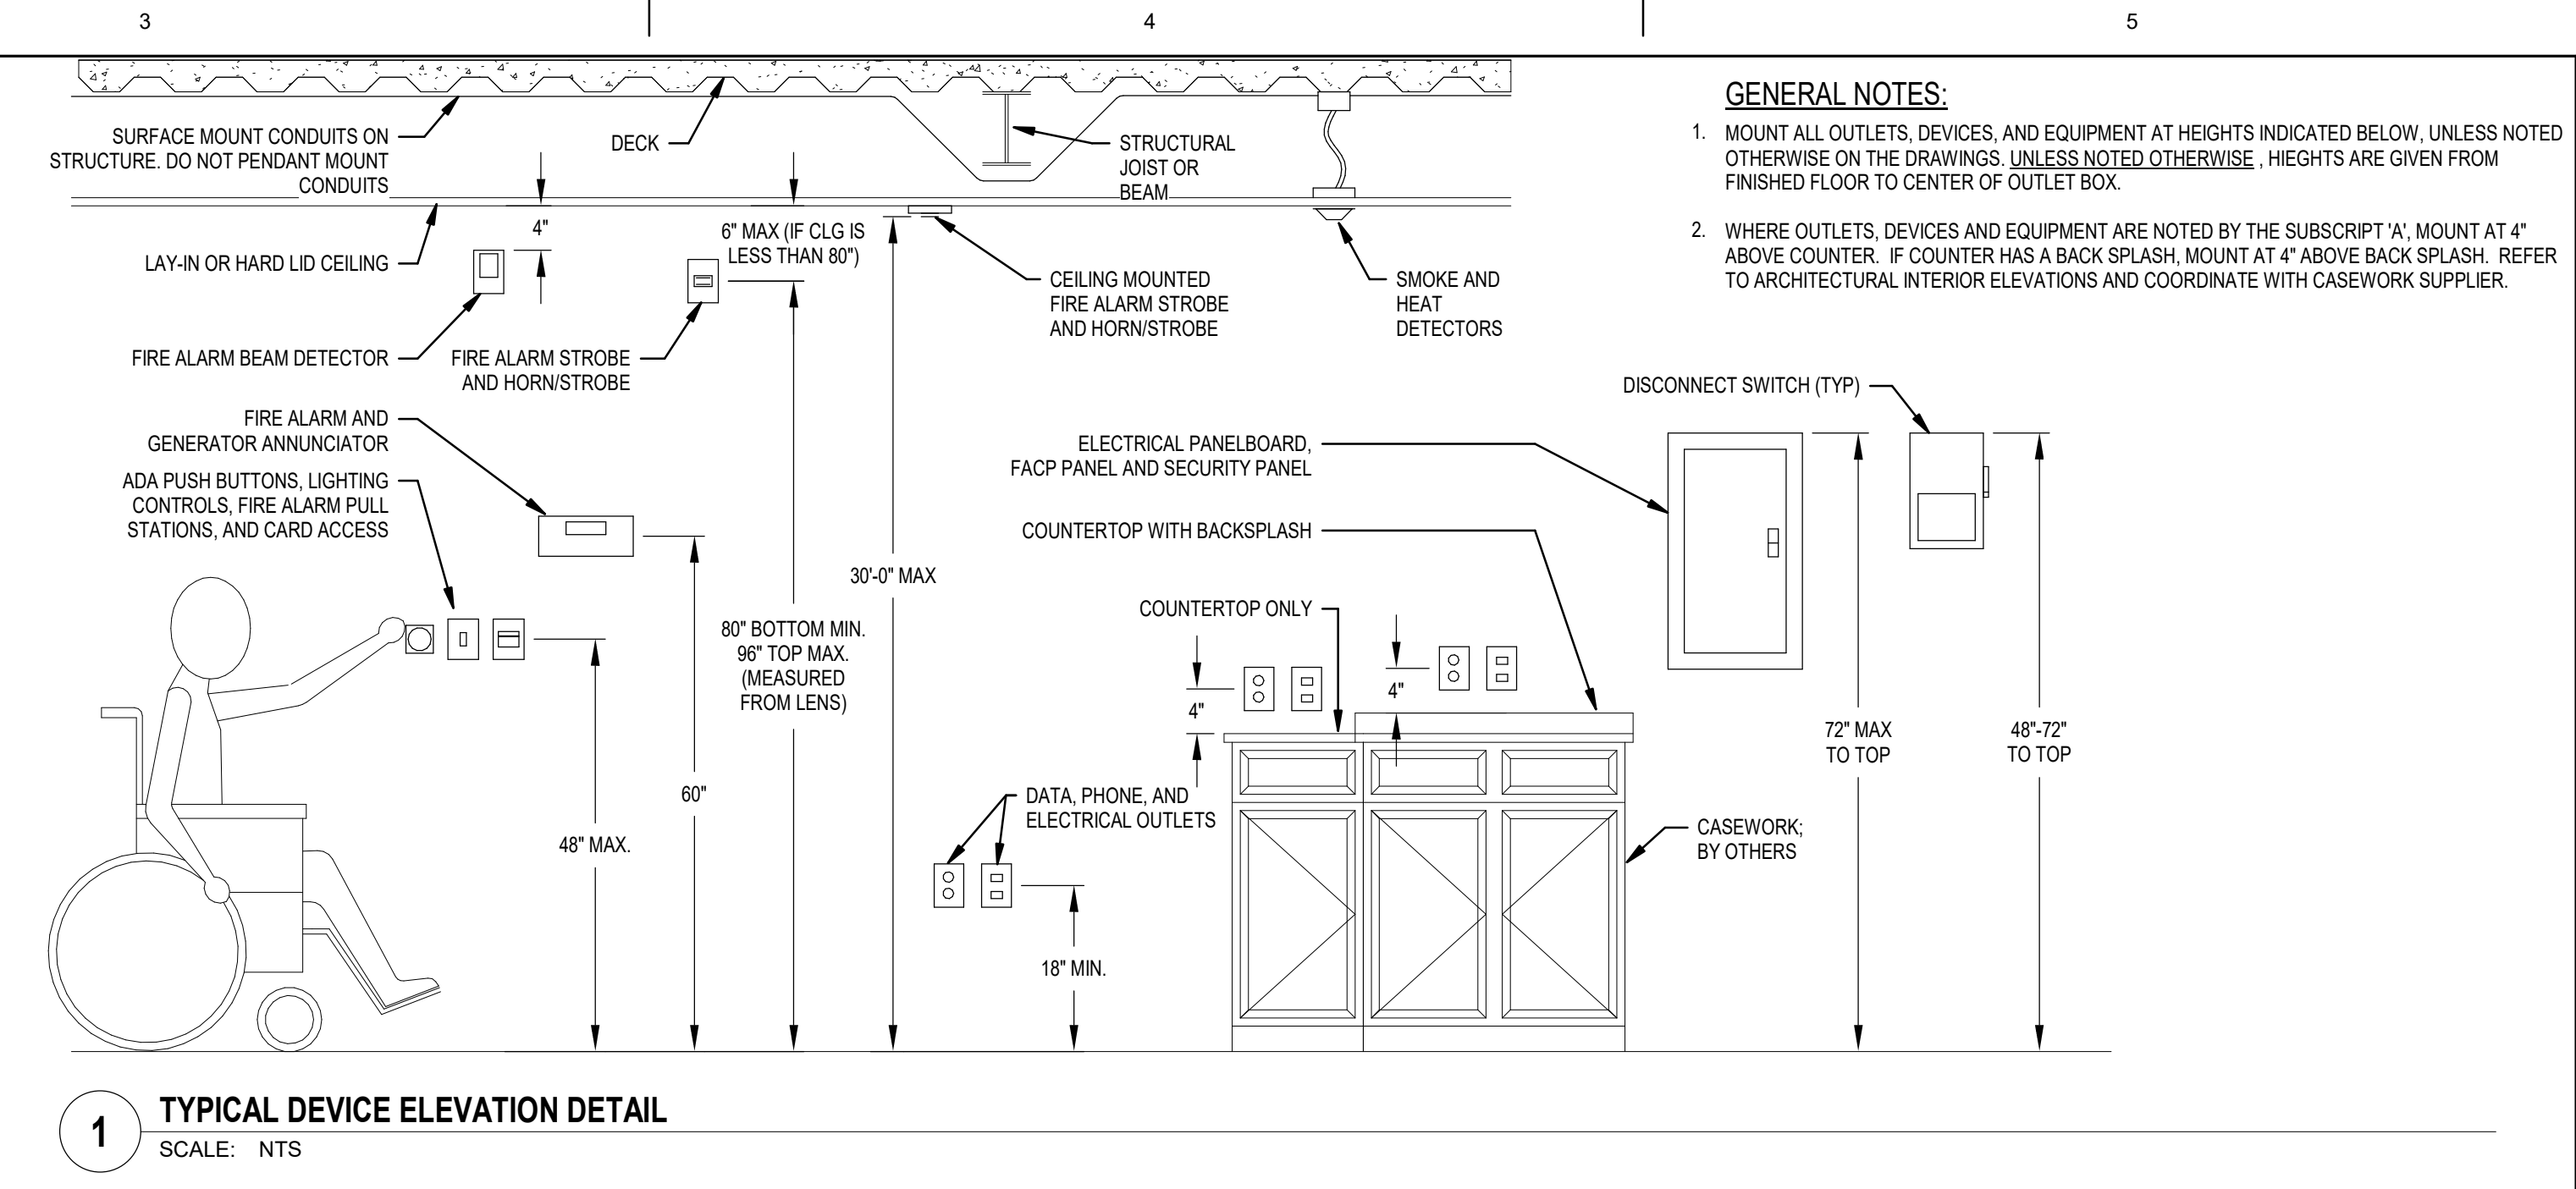 3
4
5
SURFACE MOUNT CONDUITS ON
STRUCTURE. DO NOT PENDANT MOUNT
CONDUITS
DECK
STRUCTURAL
JOIST OR
BEAM
4"
6" MAX (IF CLG IS
LESS THAN 80")
LAY-IN OR HARD LID CEILING
CEILING MOUNTED
FIRE ALARM STROBE
AND HORN/STROBE
SMOKE AND
HEAT
DETECTORS
FIRE ALARM BEAM DETECTOR
FIRE ALARM STROBE
AND HORN/STROBE
FIRE ALARM AND
GENERATOR ANNUNCIATOR
ADA PUSH BUTTONS, LIGHTING
CONTROLS, FIRE ALARM PULL
STATIONS, AND CARD ACCESS
48" MAX.
60"
80" BOTTOM MIN.
96" TOP MAX.
(MEASURED
FROM LENS)
30'-0" MAX
ELECTRICAL PANELBOARD,
FACP PANEL AND SECURITY PANEL
COUNTERTOP WITH BACKSPLASH
COUNTERTOP ONLY
4"
4"
DATA, PHONE, AND
ELECTRICAL OUTLETS
18" MIN.
CASEWORK;
BY OTHERS
DISCONNECT SWITCH (TYP)
72" MAX
TO TOP
48"-72"
TO TOP
GENERAL NOTES:
1. MOUNT ALL OUTLETS, DEVICES, AND EQUIPMENT AT HEIGHTS INDICATED BELOW, UNLESS NOTED
OTHERWISE ON THE DRAWINGS. UNLESS NOTED OTHERWISE , HIEGHTS ARE GIVEN FROM
FINISHED FLOOR TO CENTER OF OUTLET BOX.
2. WHERE OUTLETS, DEVICES AND EQUIPMENT ARE NOTED BY THE SUBSCRIPT 'A', MOUNT AT 4"
ABOVE COUNTER. IF COUNTER HAS A BACK SPLASH, MOUNT AT 4" ABOVE BACK SPLASH. REFER
TO ARCHITECTURAL INTERIOR ELEVATIONS AND COORDINATE WITH CASEWORK SUPPLIER.
1
TYPICAL DEVICE ELEVATION DETAIL
SCALE: NTS